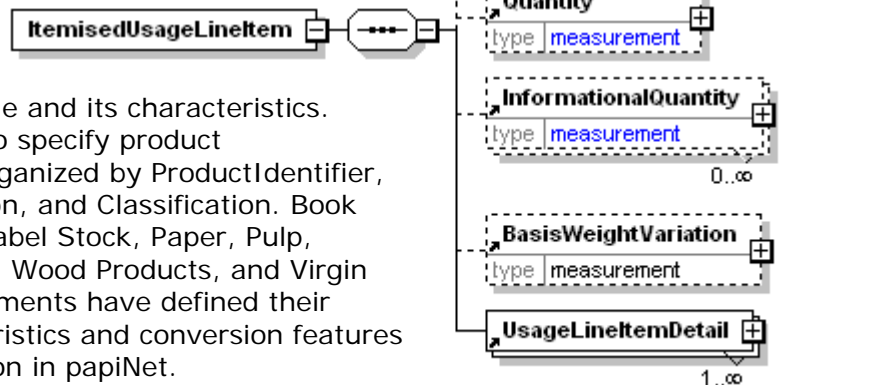 Quantity
ItemisedUsageLineItem
type measurement
InformationalQuantity
type measurement
0..∞
e and its characteristics.
o specify product
ganized by ProductIdentifier,
on, and Classification. Book
abel Stock, Paper, Pulp,
Wood Products, and Virgin
ments have defined their
ristics and conversion features
on in papiNet.
BasisWeightVariation
type measurement
UsageLineItemDetail
1..∞